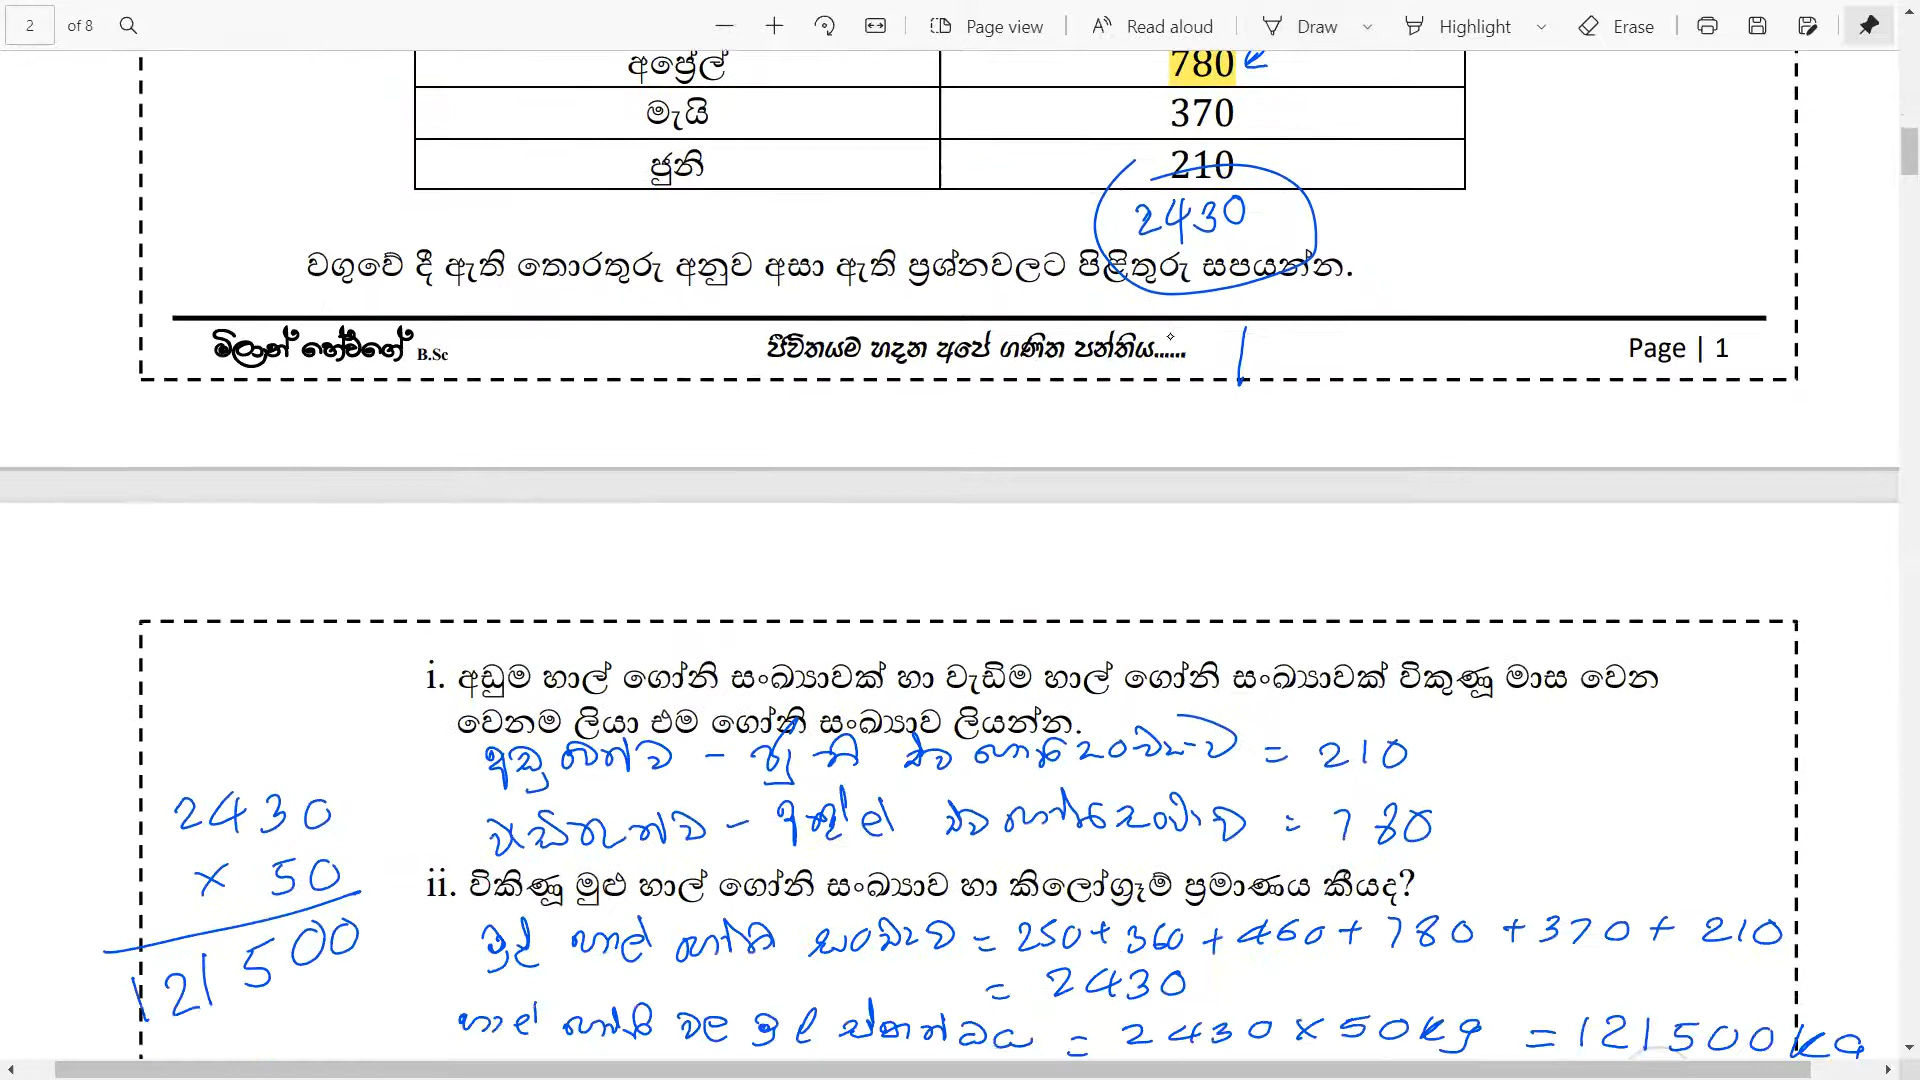 2 of 8 Page view Read aloud Draw Highlight Erase
අප්‍රේල් 780
මැයි 370
ජුනි 210
2430
වගුවේ දී ඇති තොරතුරු අනුව අසා ඇති ප්‍රශ්නවලට පිළිතුරු සපයන්න.
මිලාන් හේවගේ B.Sc ජීවිතයම හදන අපේ ගණිත පන්තිය...... Page | 1
i. අඩුම හාල් ගෝනි සංඛ්‍යාවක් හා වැඩිම හාල් ගෝනි සංඛ්‍යාවක් විකුණූ මාස වෙන
වෙනම ලියා එම ගෝනි සංඛ්‍යාව ලියන්න.
= 210
= 780
2430
× 50
121500
ii. විකිණූ මුළු හාල් ගෝනි සංඛ්‍යාව හා කිලෝග්‍රෑම් ප්‍රමාණය කීයද?
මුළු හාල් ගෝනි සංඛ්‍යාව = 250 + 360 + 460 + 780 + 370 + 210
= 2430
හාල් ගෝනි වල මුළු ස්කන්ධය = 2430 × 50kg = 121500kg